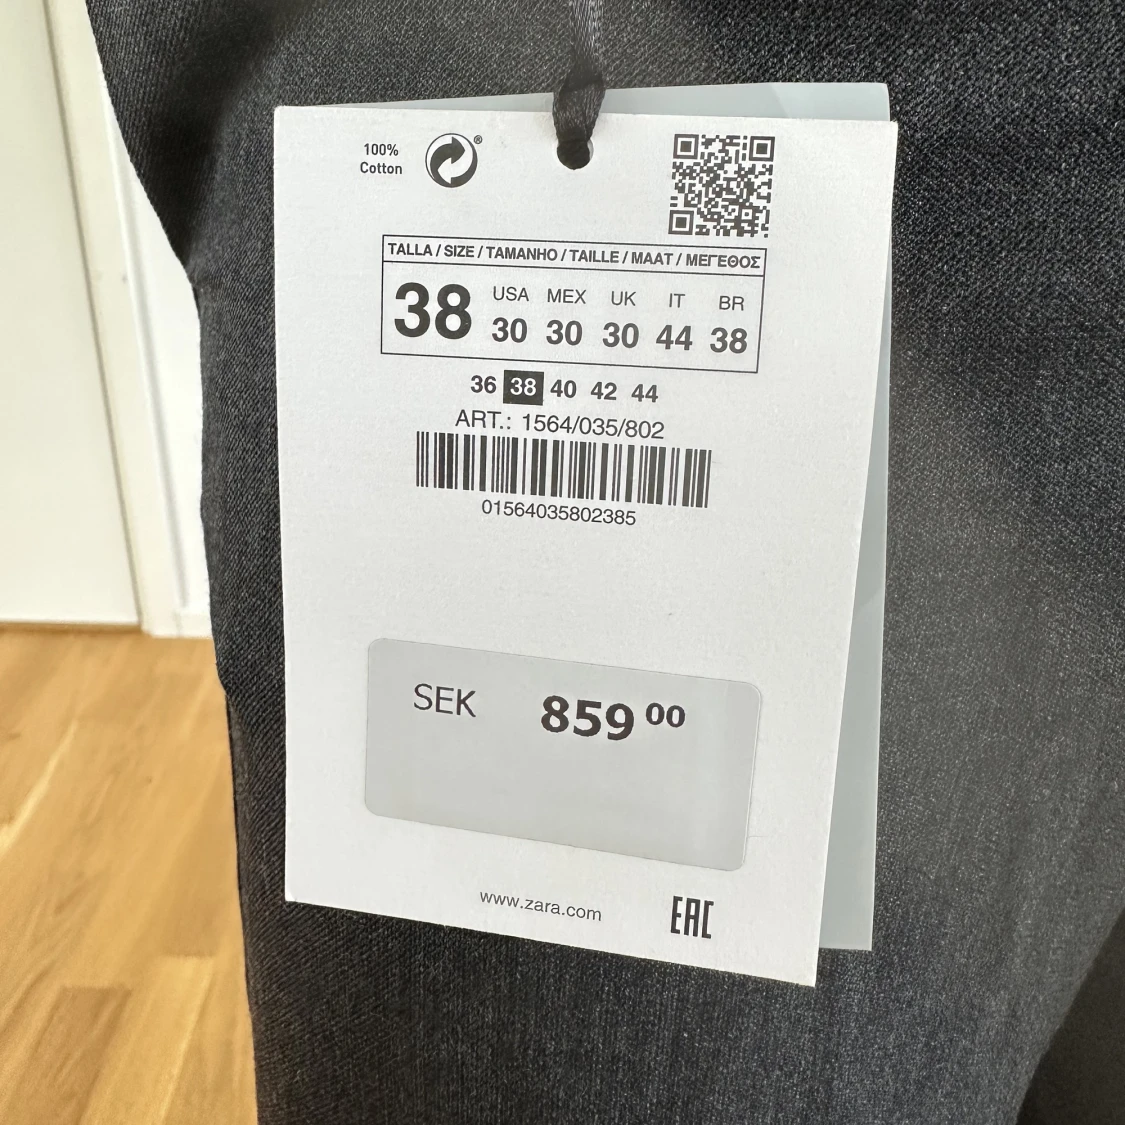 100%
Cotton
®
TALLA / SIZE / TAMANHO / TAILLE / MAAT / ΜΕΓΕΘΟΣ
38 USA MEX UK IT BR
30 30 30 44 38
36 38 40 42 44
ART.: 1564/035/802
01564035802385
SEK 859 00
www.zara.com
EAC